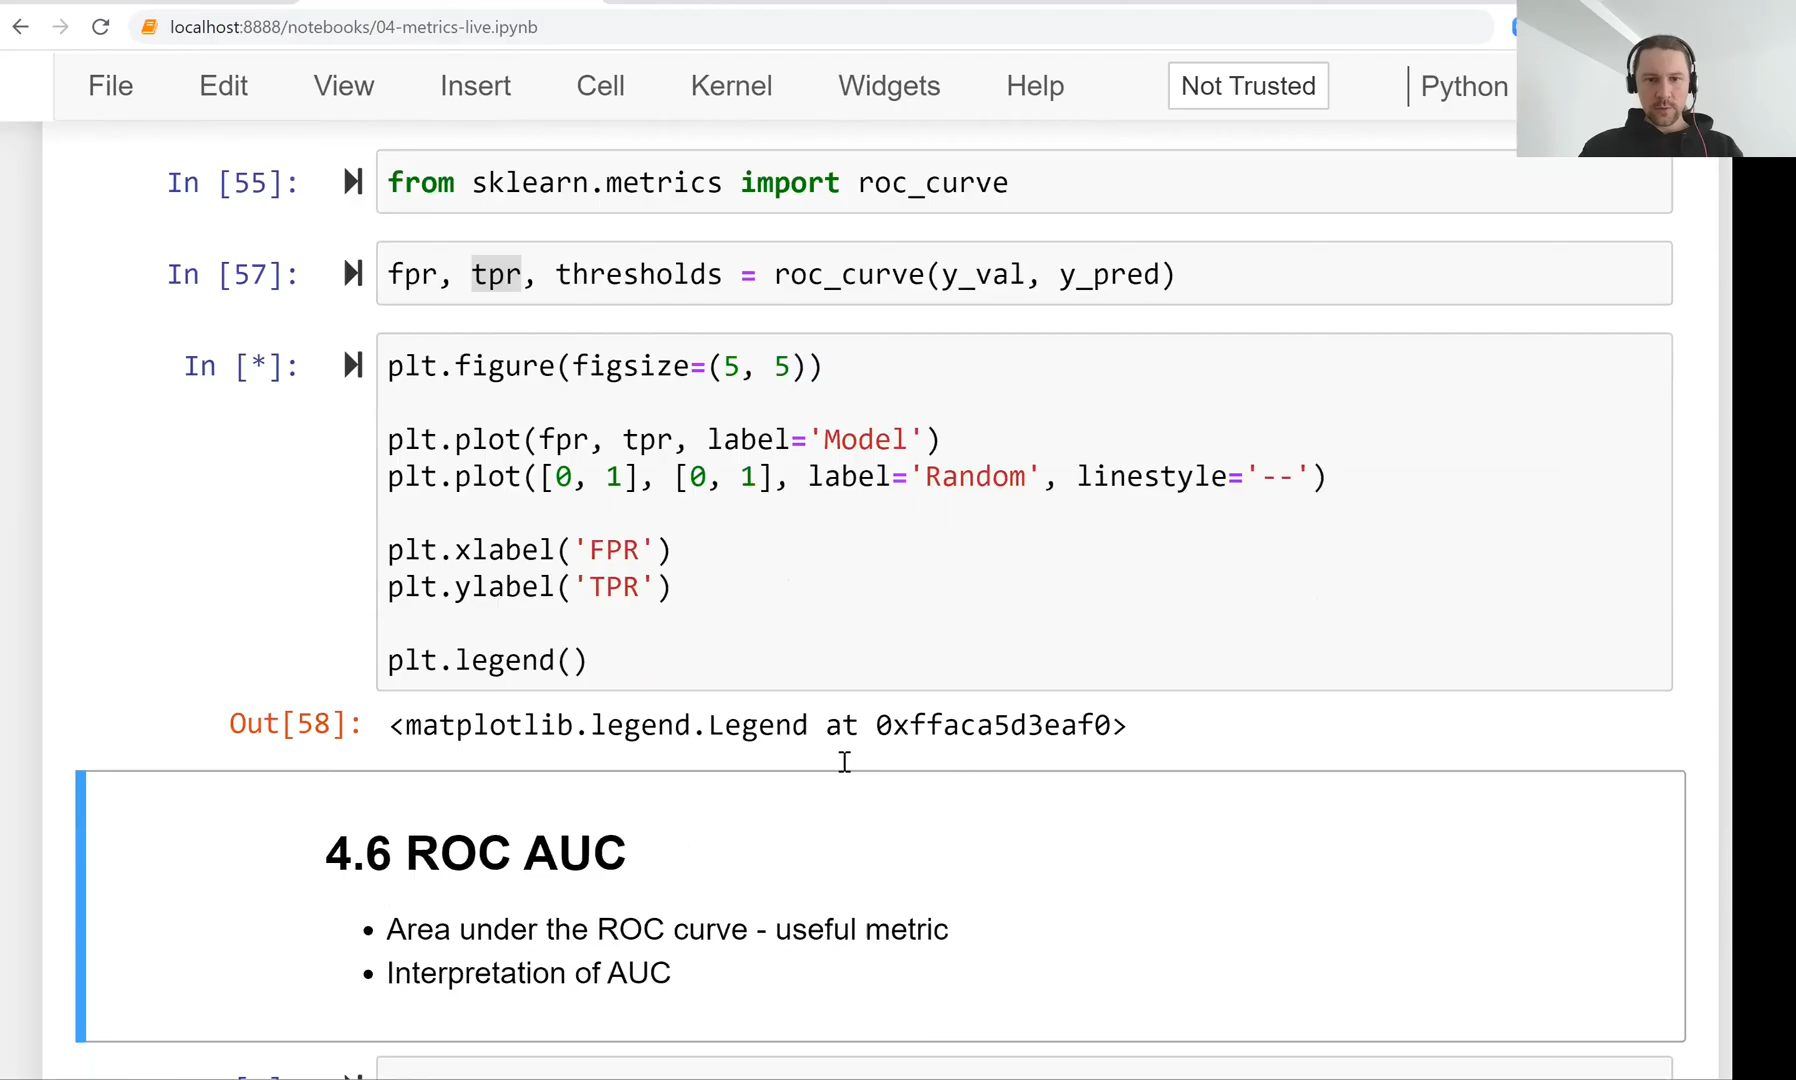 localhost:8888/notebooks/04-metrics-live.ipynb
File Edit View Insert Cell Kernel Widgets Help Not Trusted Python
In [55]: from sklearn.metrics import roc_curve
In [57]: fpr, tpr, thresholds = roc_curve(y_val, y_pred)
In [*]: plt.figure(figsize=(5, 5))
plt.plot(fpr, tpr, label='Model')
plt.plot([0, 1], [0, 1], label='Random', linestyle='--')
plt.xlabel('FPR')
plt.ylabel('TPR')
plt.legend()
Out[58]: <matplotlib.legend.Legend at 0xffaca5d3eaf0>
4.6 ROC AUC
• Area under the ROC curve - useful metric
• Interpretation of AUC